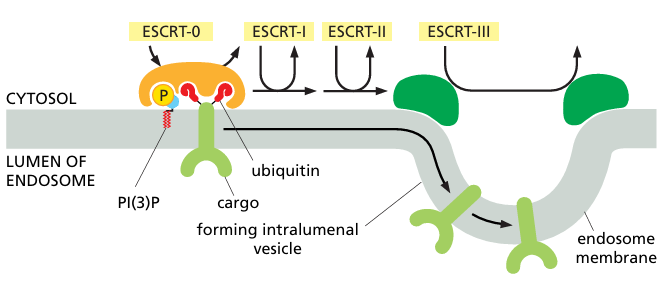 ESCRT-0
ESCRT-I
ESCRT-II
ESCRT-III
CYTOSOL
P
LUMEN OF
ENDOSOME
ubiquitin
PI(3)P
cargo
forming intralumenal
vesicle
endosome
membrane